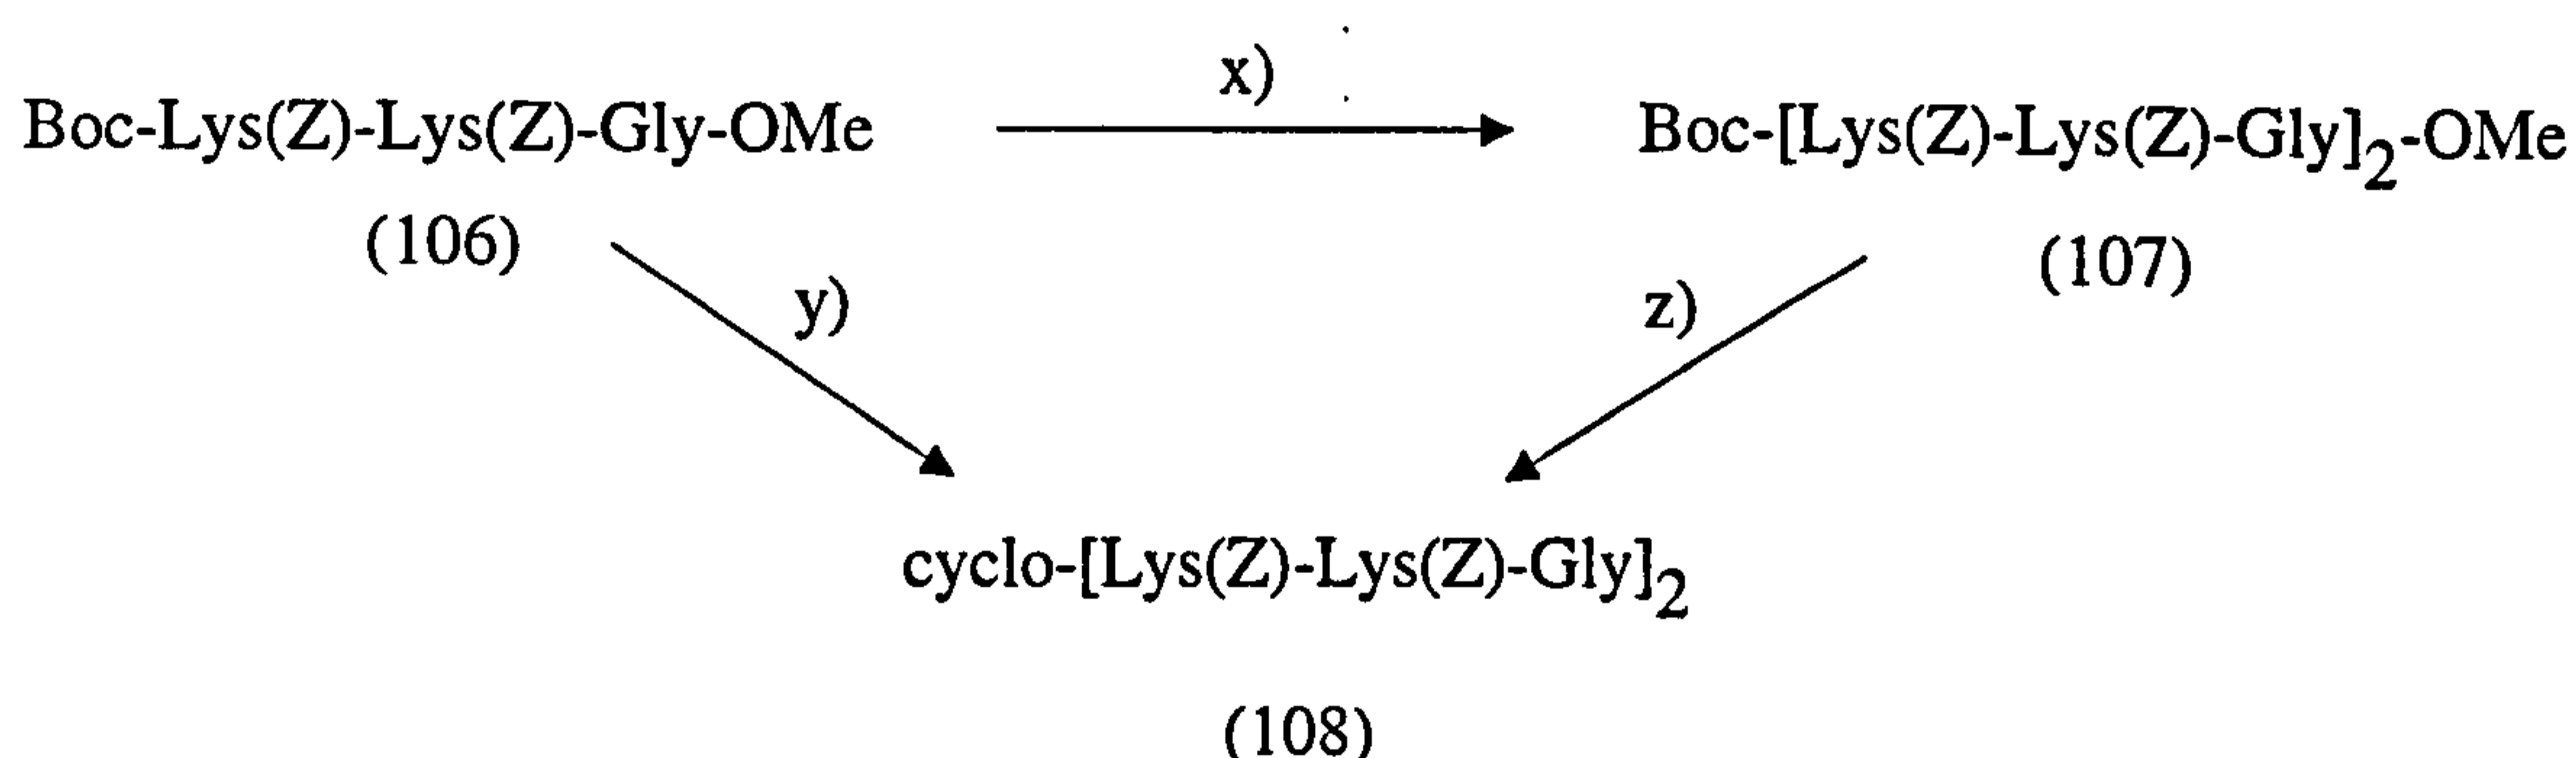 x)
Boc-Lys(Z)-Lys(Z)-Gly-OMe Boc-[Lys(Z)-Lys(Z)-Gly]2-OMe
(106) (107)
y) z)
cyclo-[Lys(Z)-Lys(Z)-Gly]2
(108)